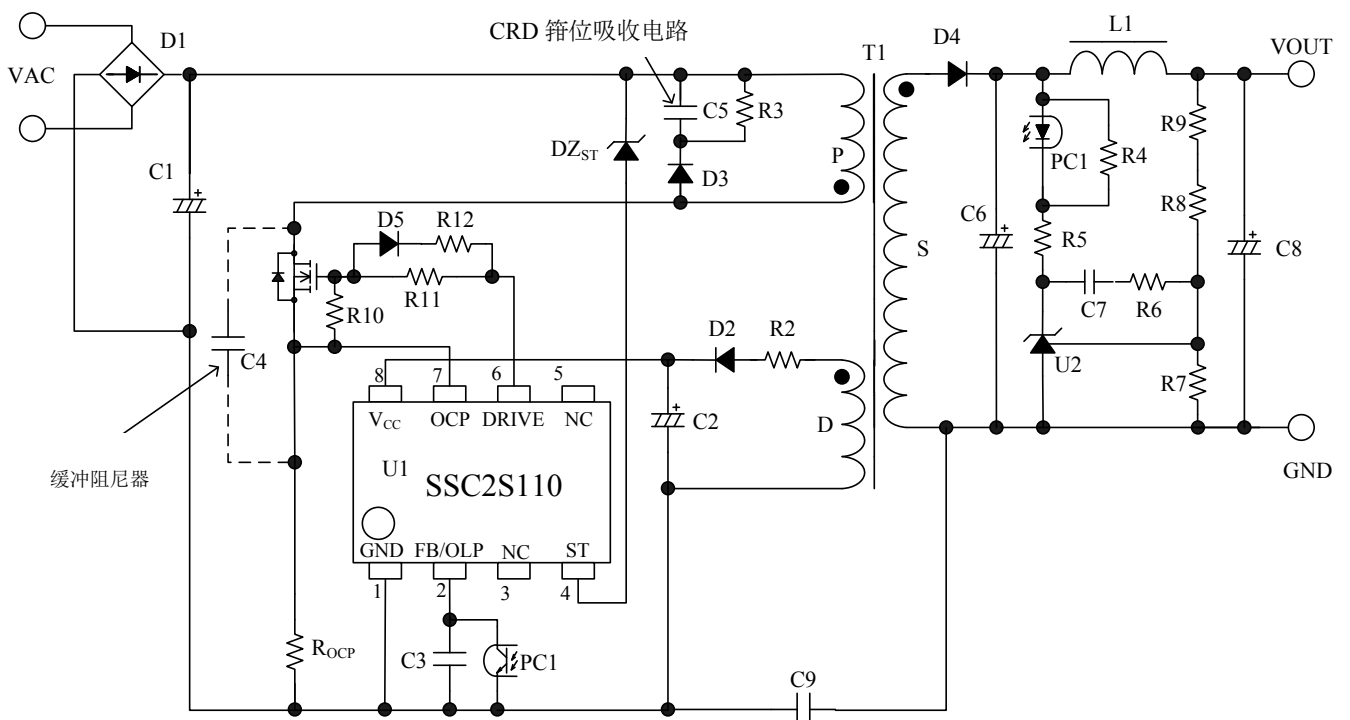 CRD 箝位吸收电路
D1
VAC
C1
DZST
C5
R3
D3
P
T1
D4
L1
VOUT
R9
PC1
R4
R8
C6
R5
S
C8
C7
R6
U2
R7
GND
D5
R12
R11
R10
C4
缓冲阻尼器
D2
R2
C2
D
8
7
6
5
VCC
OCP
DRIVE
NC
U1
SSC2S110
GND
FB/OLP
NC
ST
1
2
3
4
ROCP
C3
PC1
C9